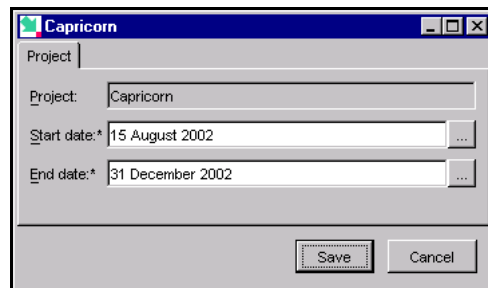 Capricorn
Project
Project: Capricorn
Start date:* 15 August 2002 ...
End date:* 31 December 2002 ...
Save Cancel